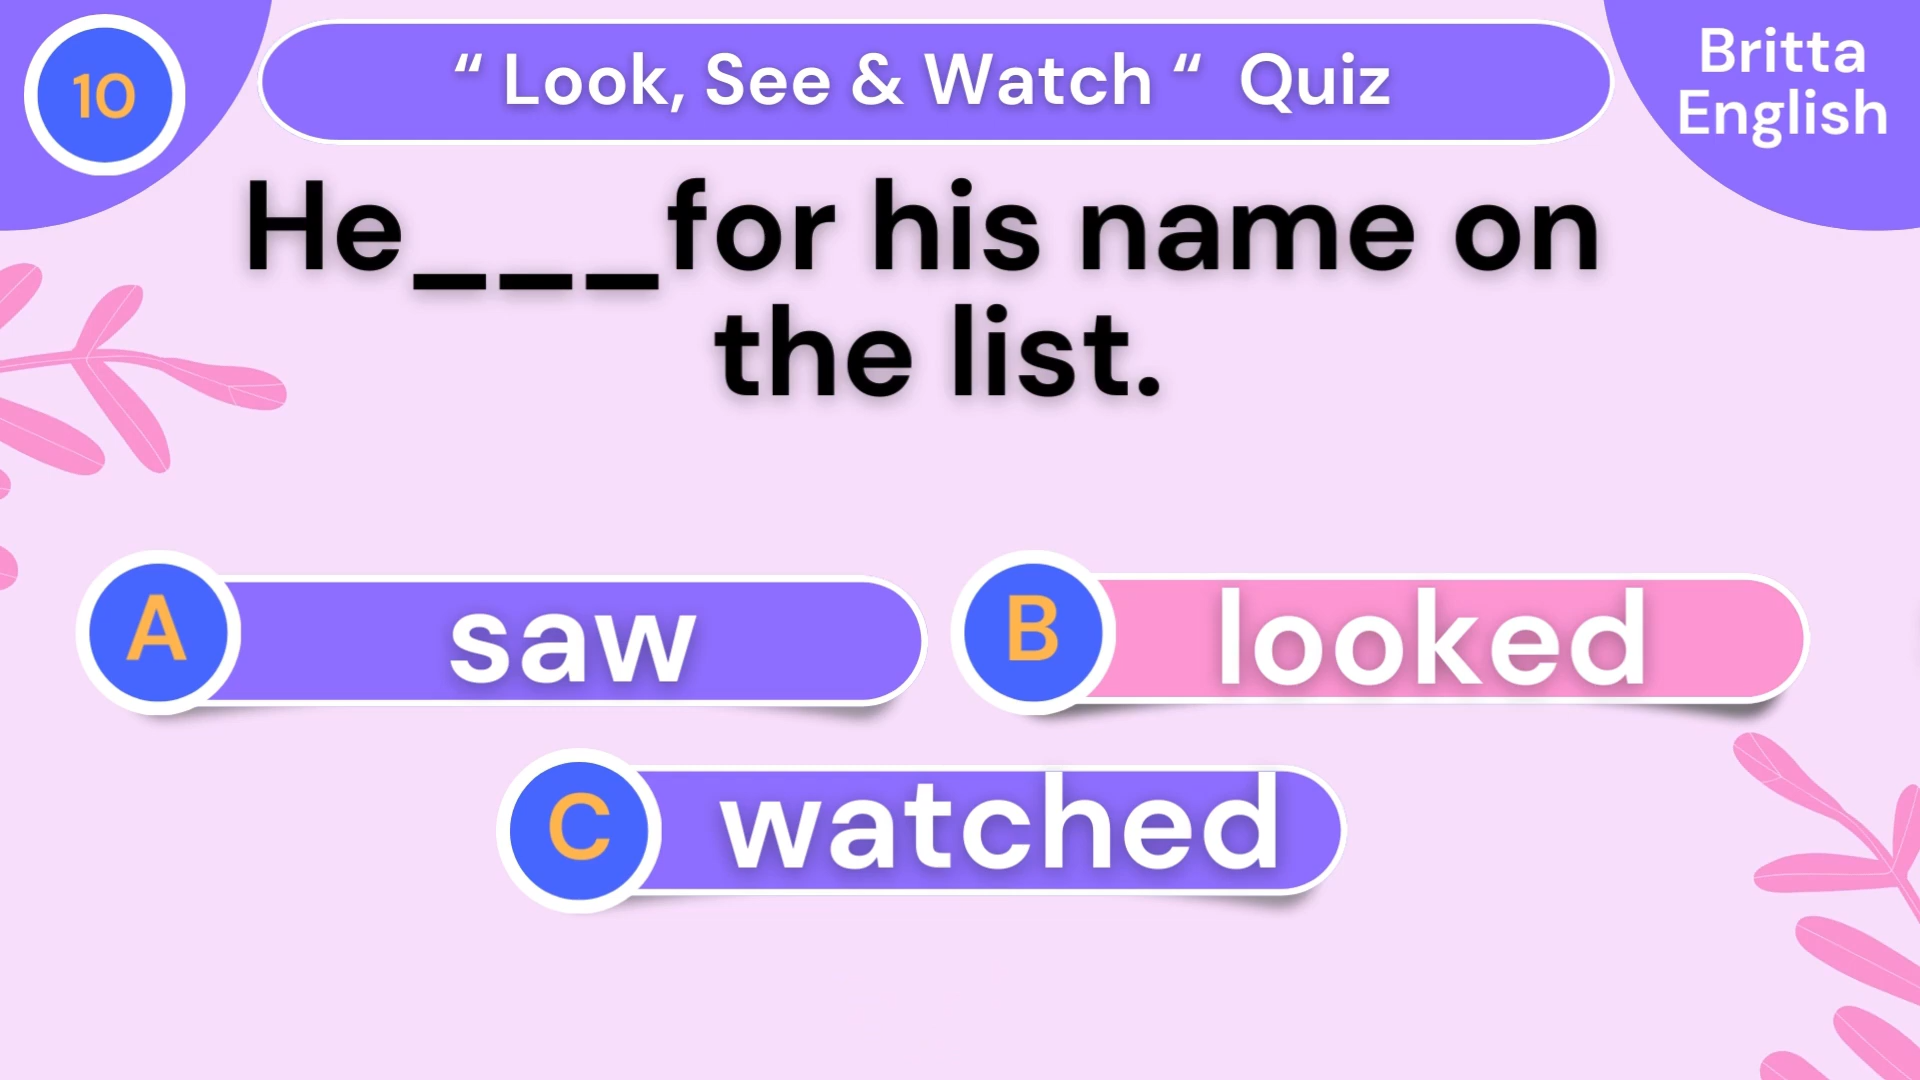 10
“ Look, See & Watch “ Quiz
Britta
English
He___for his name on
the list.
A saw
B looked
C watched